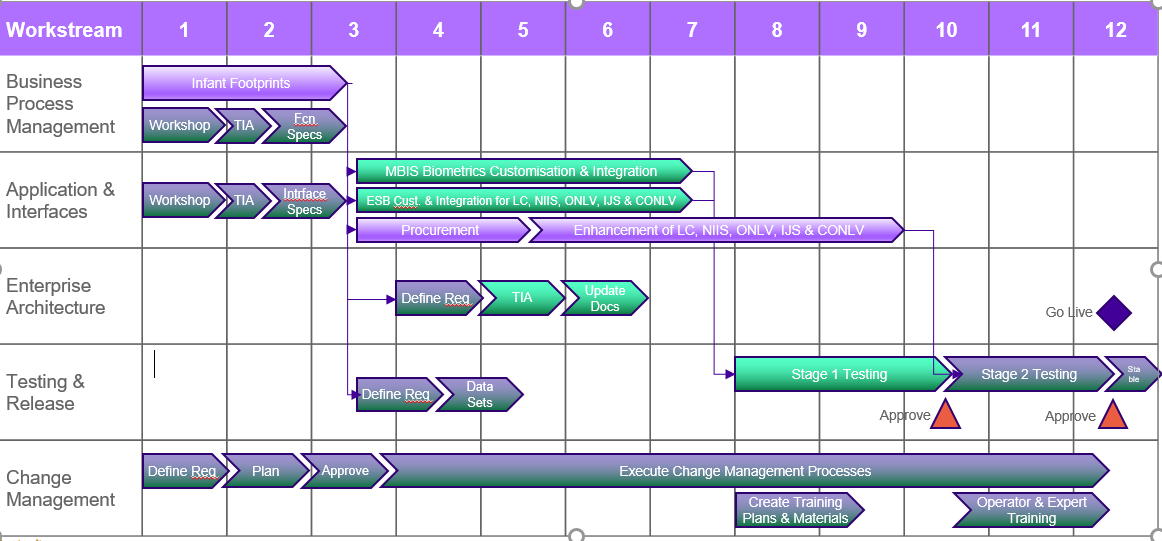 Workstream 1 2 3 4 5 6 7 8 9 10 11 12
Business
Process
Management
Infant Footprints
Workshop TIA Fcn
Specs
Application &
Interfaces
MBIS Biometrics Customisation & Integration
Workshop TIA Intrface
Specs
ESB Cust & Integration for LC, NIIS, ONLV, IJS & CONLV
Procurement Enhancement of LC, NIIS, ONLV, IJS & CONLV
Enterprise
Architecture
Define Req TIA Update
Docs
Go Live
Testing &
Release
Stage 1 Testing Stage 2 Testing Sta
ble
Define Req Data
Sets
Approve Approve
Change
Management
Define Req Plan Approve Execute Change Management Processes
Create Training
Plans & Materials
Operator & Expert
Training